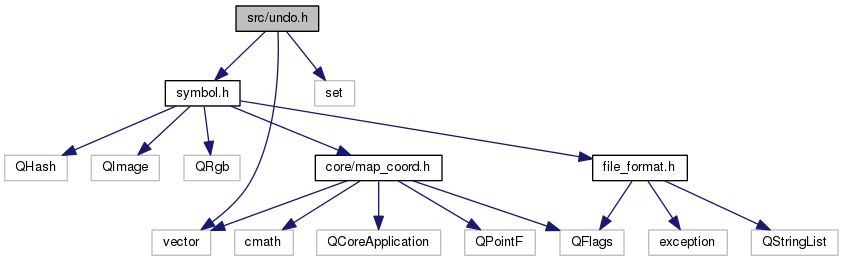 src/undo.h
symbol.h
set
QHash
QImage
QRgb
core/map_coord.h
file_format.h
vector
cmath
QCoreApplication
QPointF
QFlags
exception
QStringList